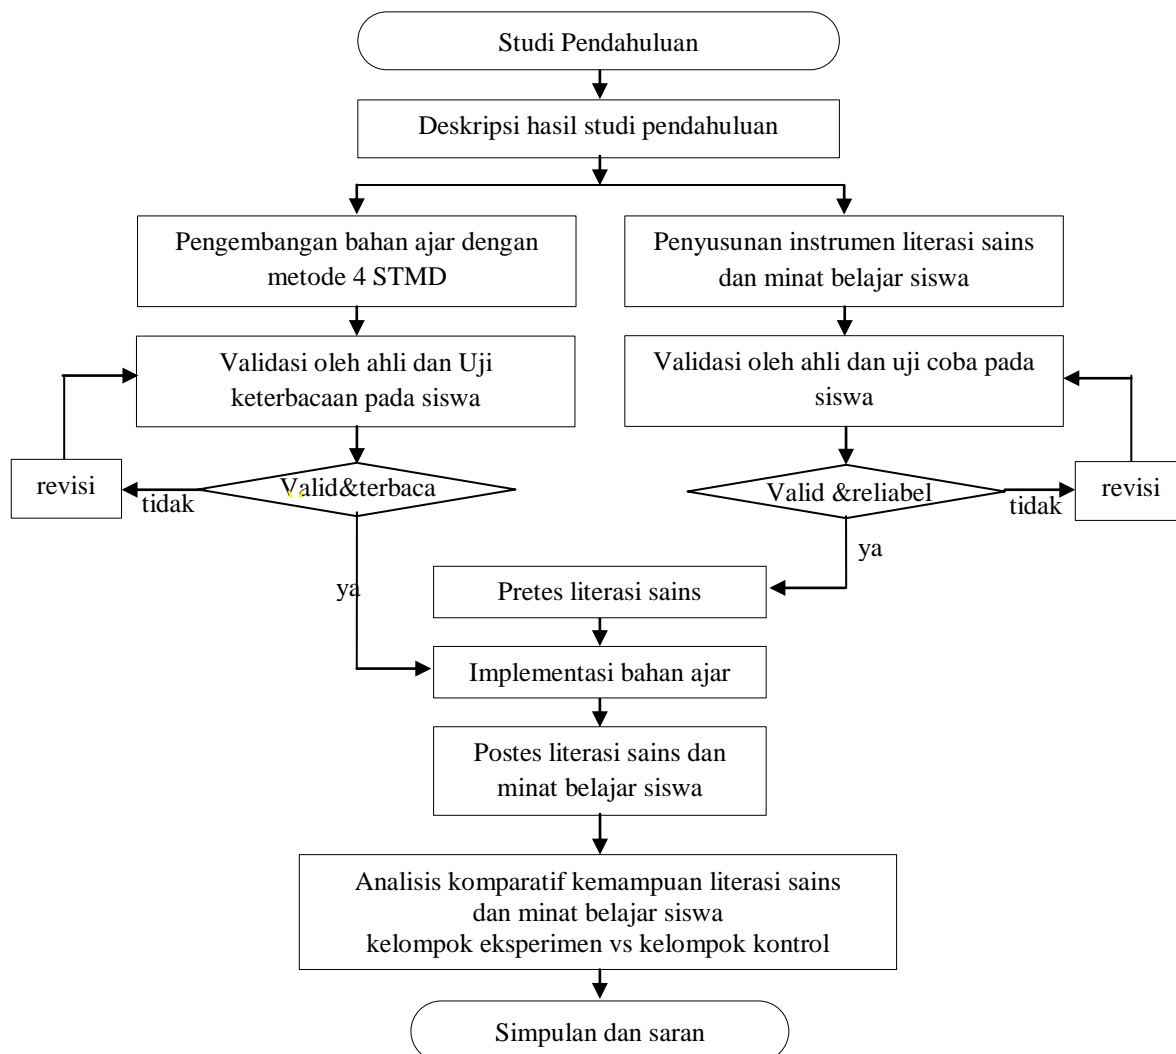 Studi Pendahuluan
Deskripsi hasil studi pendahuluan
Pengembangan bahan ajar dengan
metode 4 STMD
Penyusunan instrumen literasi sains
dan minat belajar siswa
Validasi oleh ahli dan Uji
keterbacaan pada siswa
Validasi oleh ahli dan uji coba pada
siswa
revisi
tidak
Valid&terbaca
Valid &reliabel
tidak
revisi
ya
ya
Pretes literasi sains
Implementasi bahan ajar
Postes literasi sains dan
minat belajar siswa
Analisis komparatif kemampuan literasi sains
dan minat belajar siswa
kelompok eksperimen vs kelompok kontrol
Simpulan dan saran